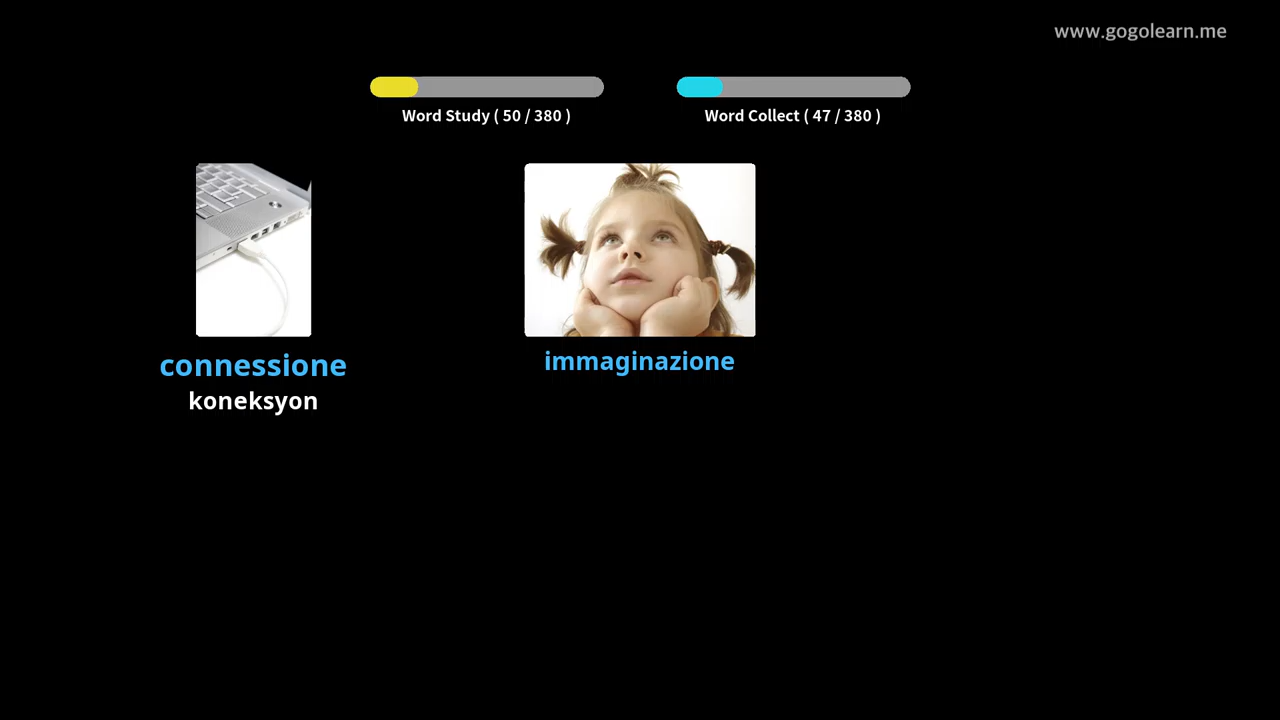 www.gogolearn.me
Word Study ( 50 / 380 )
Word Collect ( 47 / 380 )
connessione
koneksyon
immaginazione